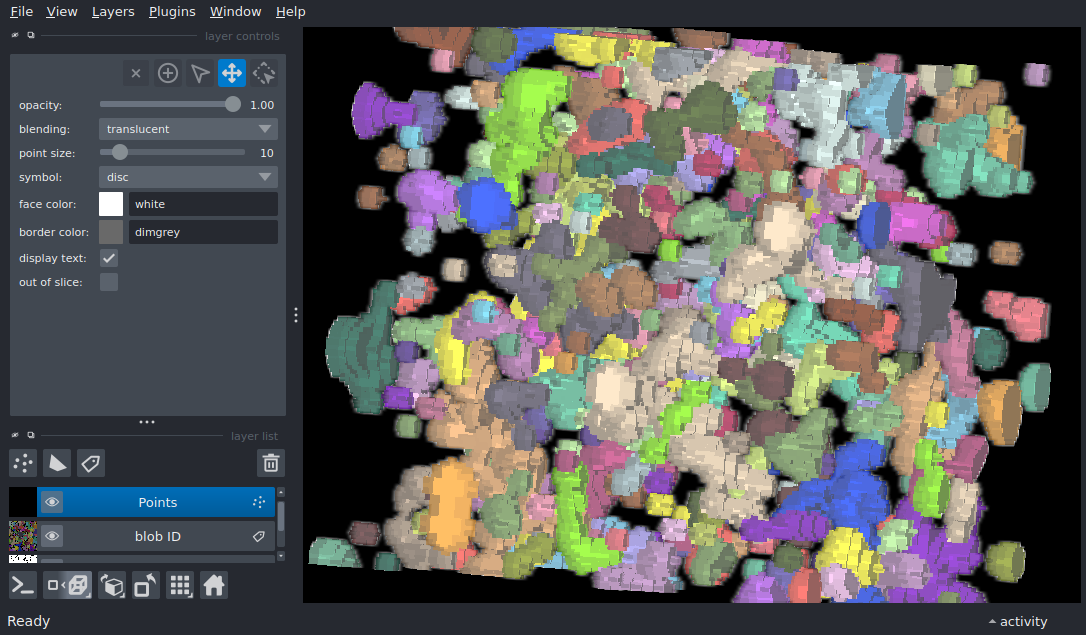 File View Layers Plugins Window Help
layer controls
opacity: 1.00
blending: translucent
point size: 10
symbol: disc
face color: white
border color: dimgrey
display text:
out of slice:
layer list
Points
blob ID
Ready
activity